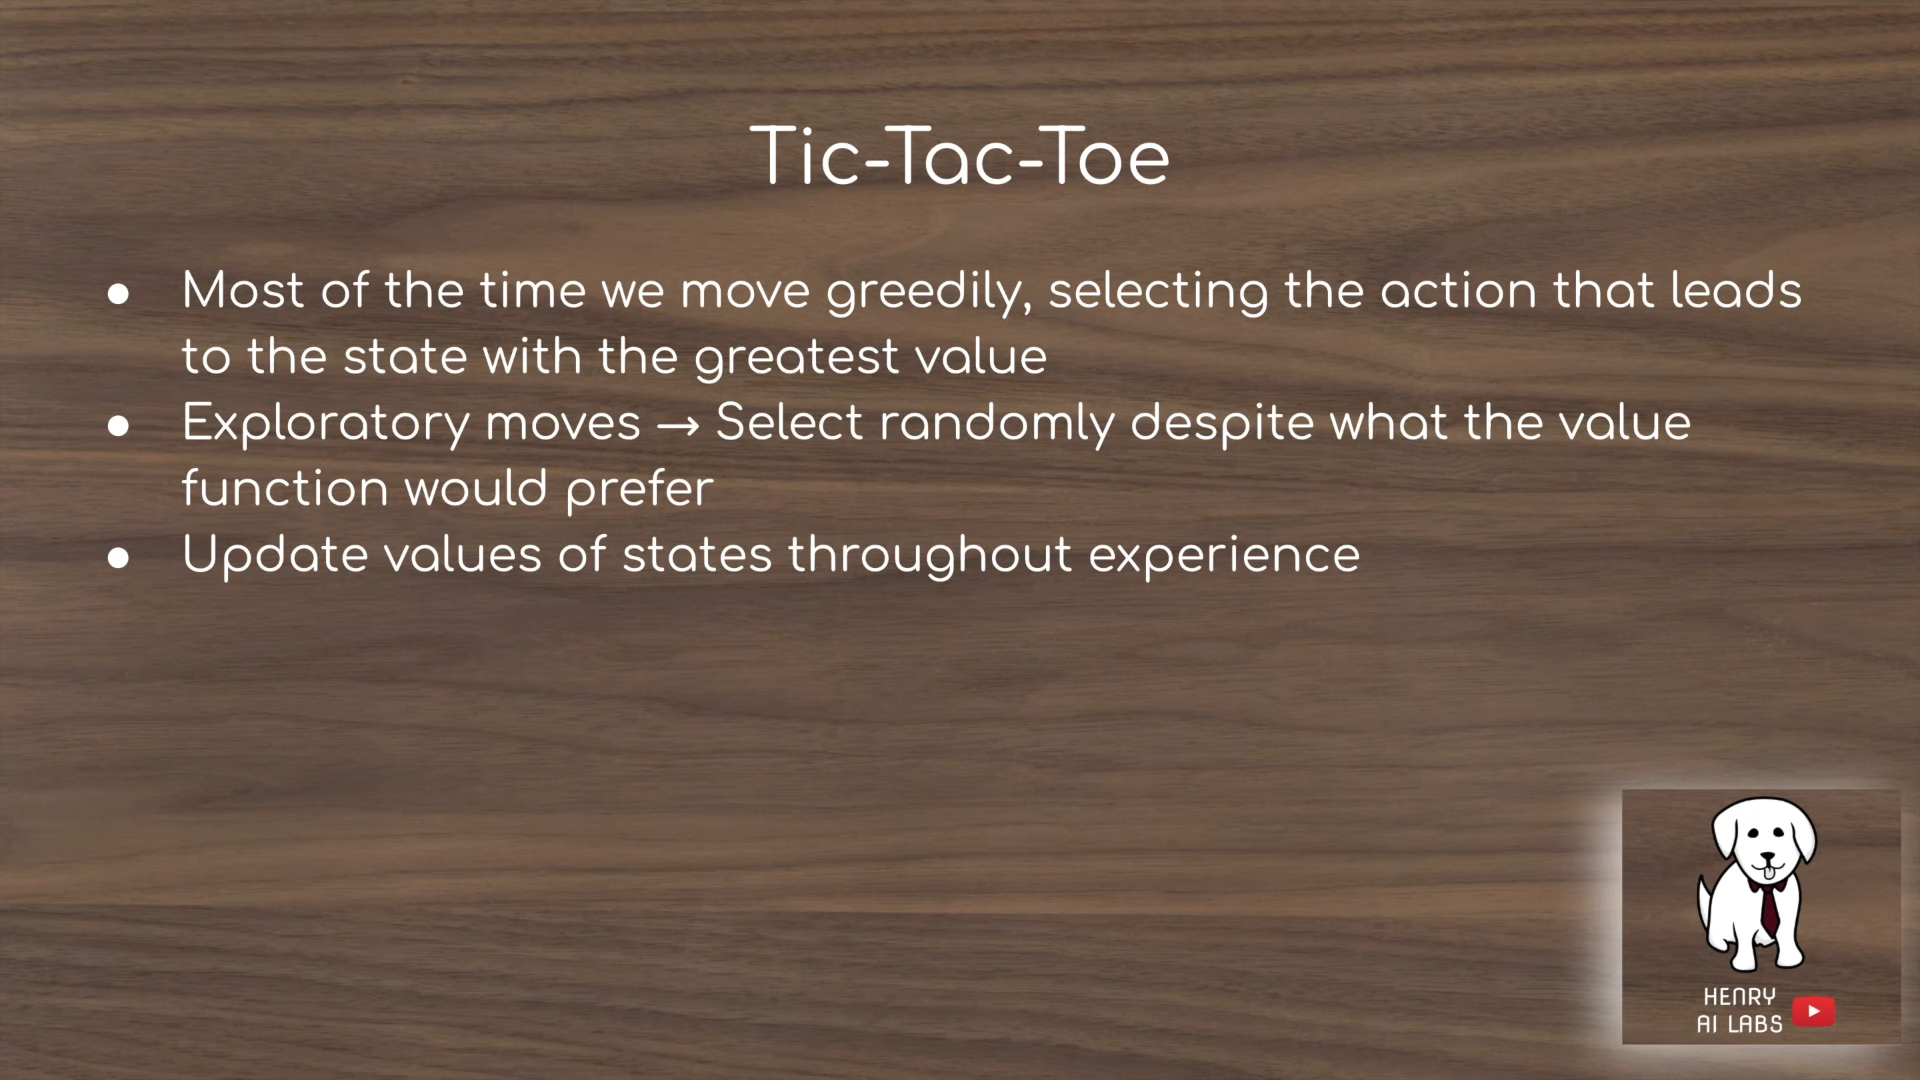 Tic-Tac-Toe
● Most of the time we move greedily, selecting the action that leads
to the state with the greatest value
● Exploratory moves → Select randomly despite what the value
function would prefer
● Update values of states throughout experience
HENRY
AI LABS